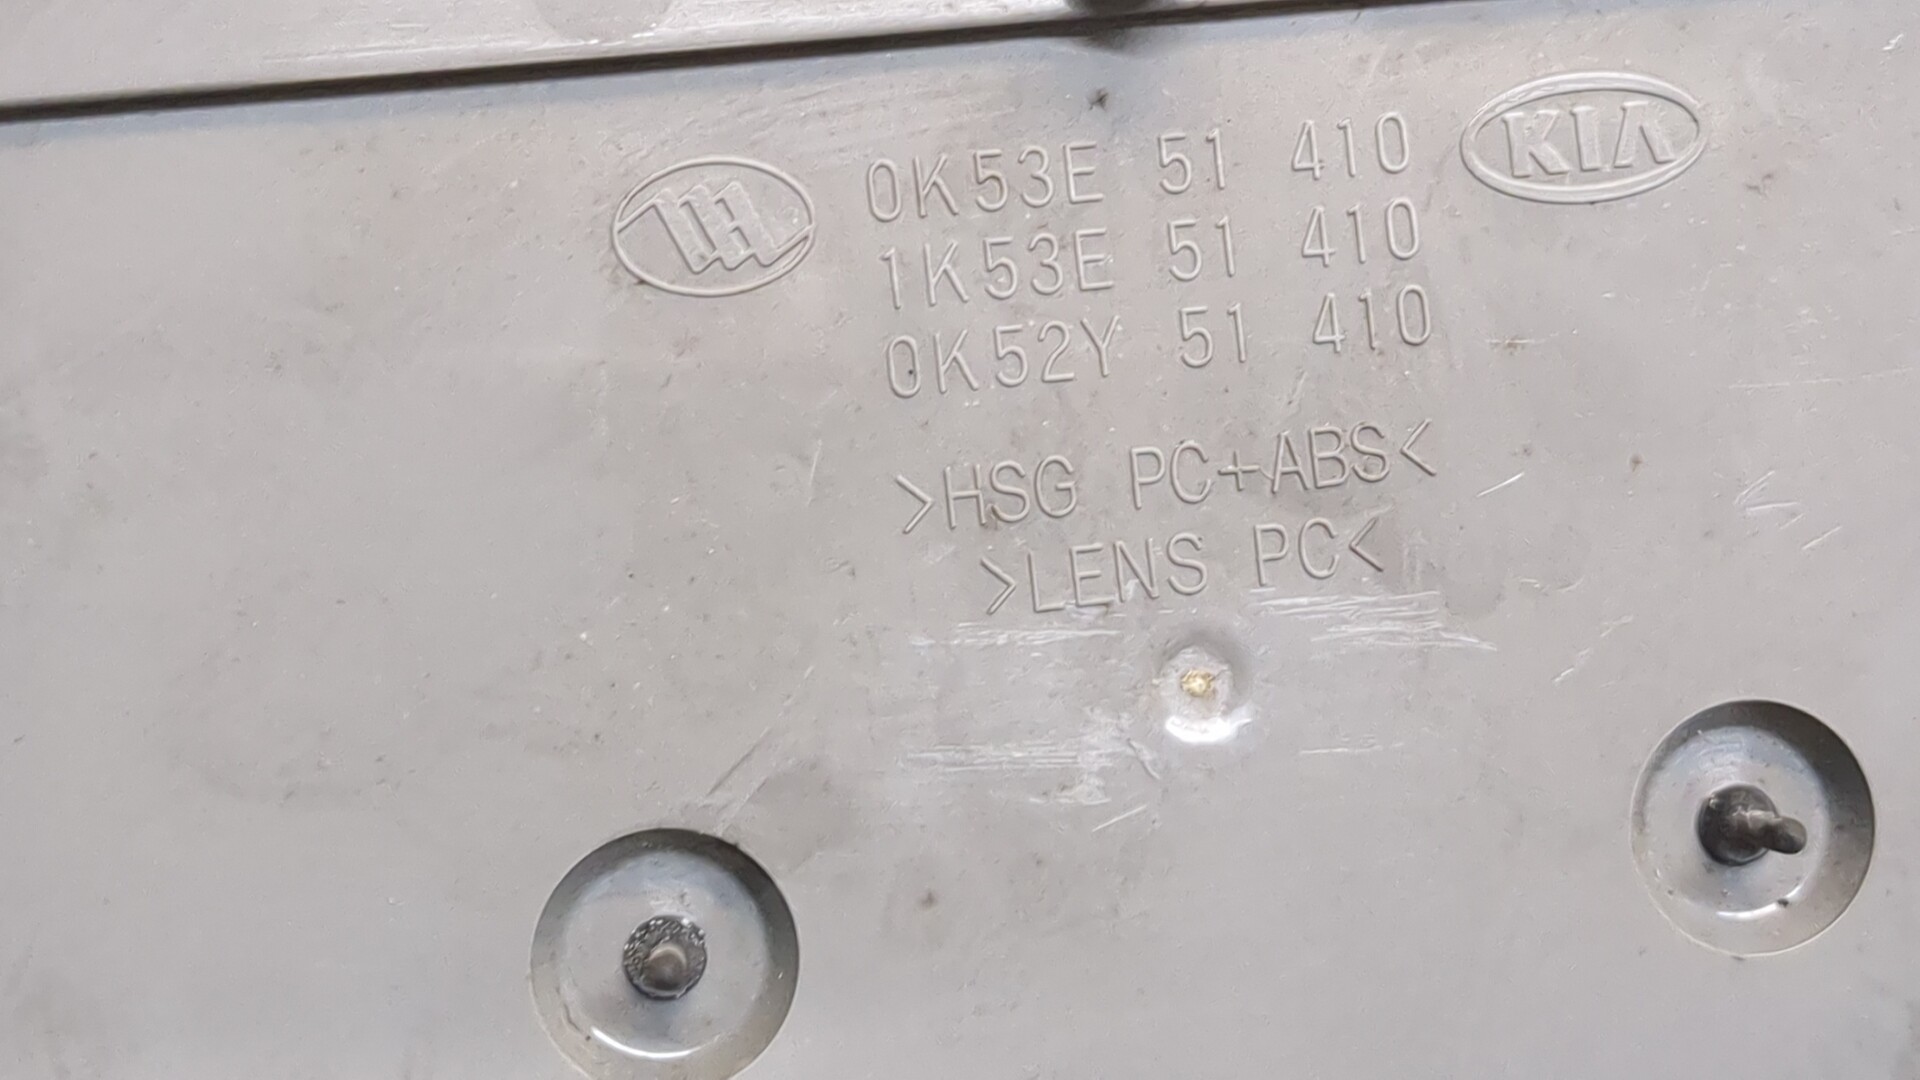 0K53E 51 410
KIA
1K53E 51 410
0K52Y 51 410
>HSG PC+ABS<
>LENS PC<